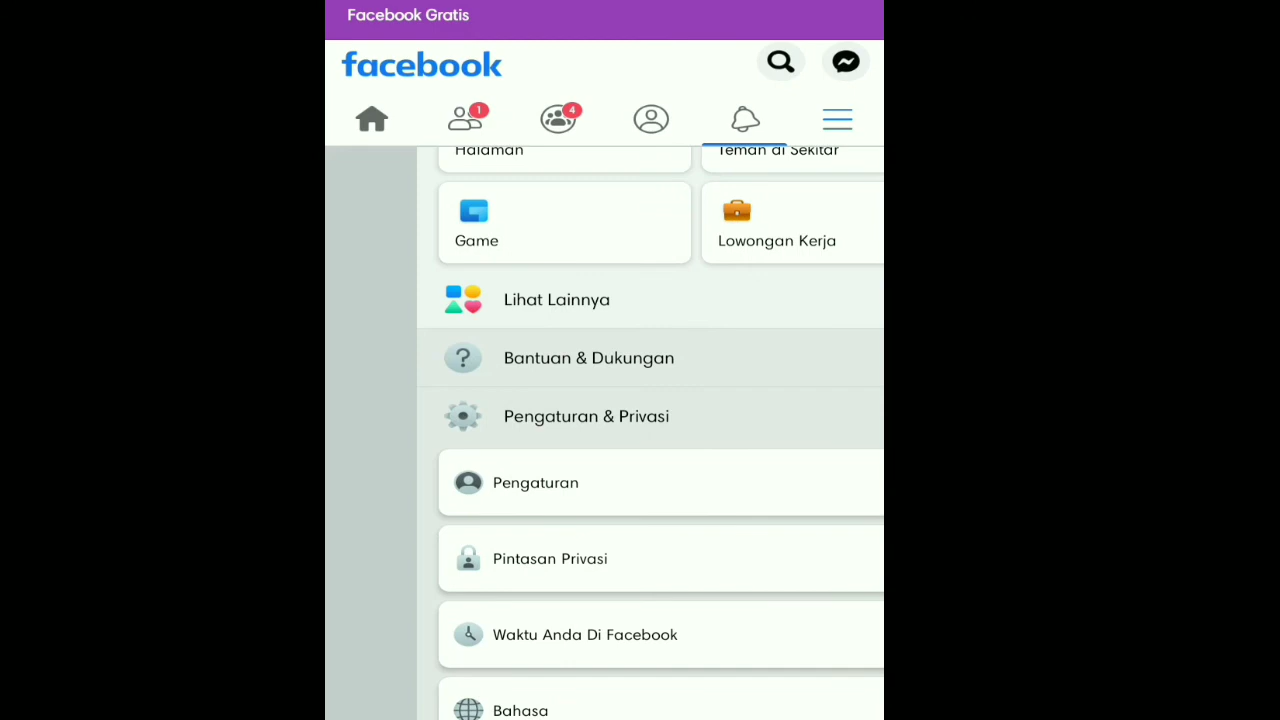 Facebook Gratis
facebook
1
4
Halaman
Teman di Sekitar
Game
Lowongan Kerja
Lihat Lainnya
Bantuan & Dukungan
Pengaturan & Privasi
Pengaturan
Pintasan Privasi
Waktu Anda Di Facebook
Bahasa